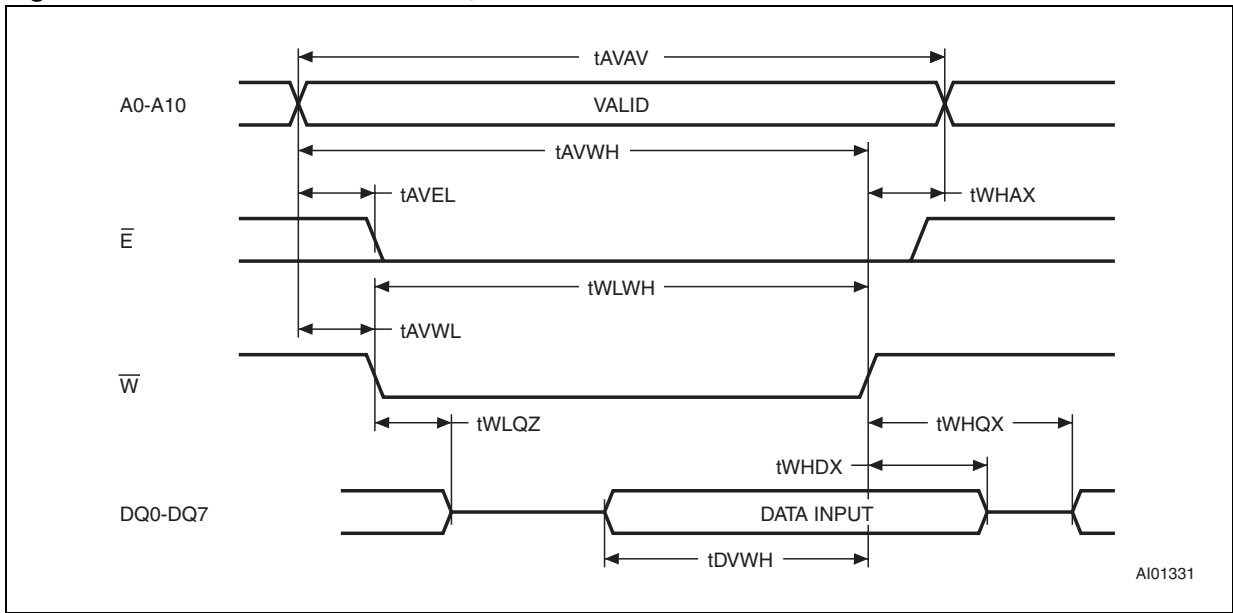 tAVAV
A0-A10
VALID
tAVWH
tAVEL
tWHAX
E̅
tWLWH
tAVWL
W̅
tWLQZ
tWHQX
tWHDX
DQ0-DQ7
DATA INPUT
tDVWH
AI01331